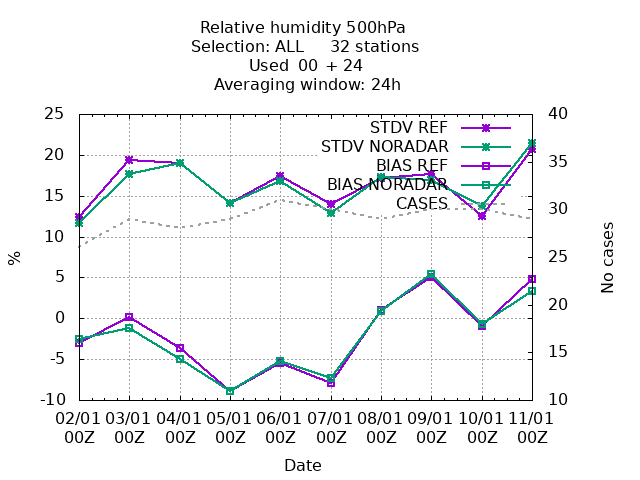 Relative humidity 500hPa
Selection: ALL 32 stations
Used 00 + 24
Averaging window: 24h
25 40
STDV REF
STDV NORADAR
20 35
BIAS REF
BIAS NORADAR
15
CASES
30
10
25
5
20
0
-5 15
-10 10
%
No cases
02/01 03/01 04/01 05/01 06/01 07/01 08/01 09/01 10/01 11/01
00Z 00Z 00Z 00Z 00Z 00Z 00Z 00Z 00Z 00Z
Date